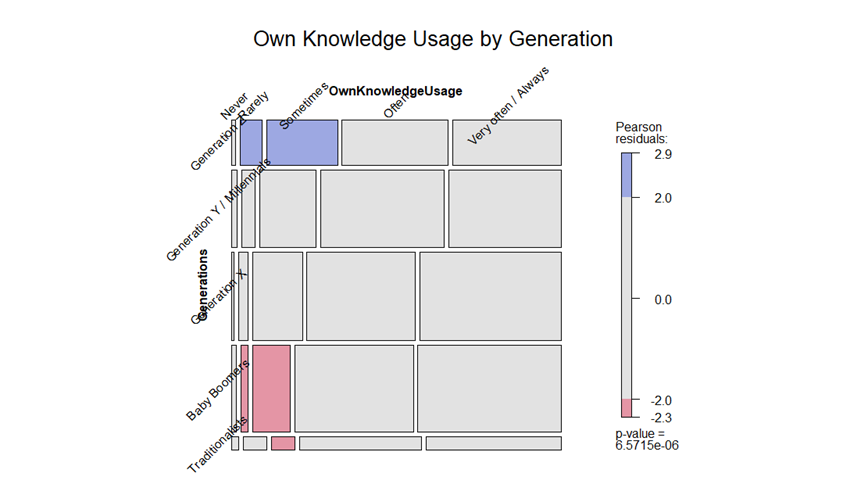 Own Knowledge Usage by Generation
OwnKnowledgeUsage
Never
Rarely
Sometimes
Often
Very often / Always
Generations
Generation Z
Generation Y / Millennials
Generation X
Baby Boomers
Traditionalists
Pearson
residuals:
2.9
2.0
0.0
-2.0
-2.3
p-value =
6.5715e-06